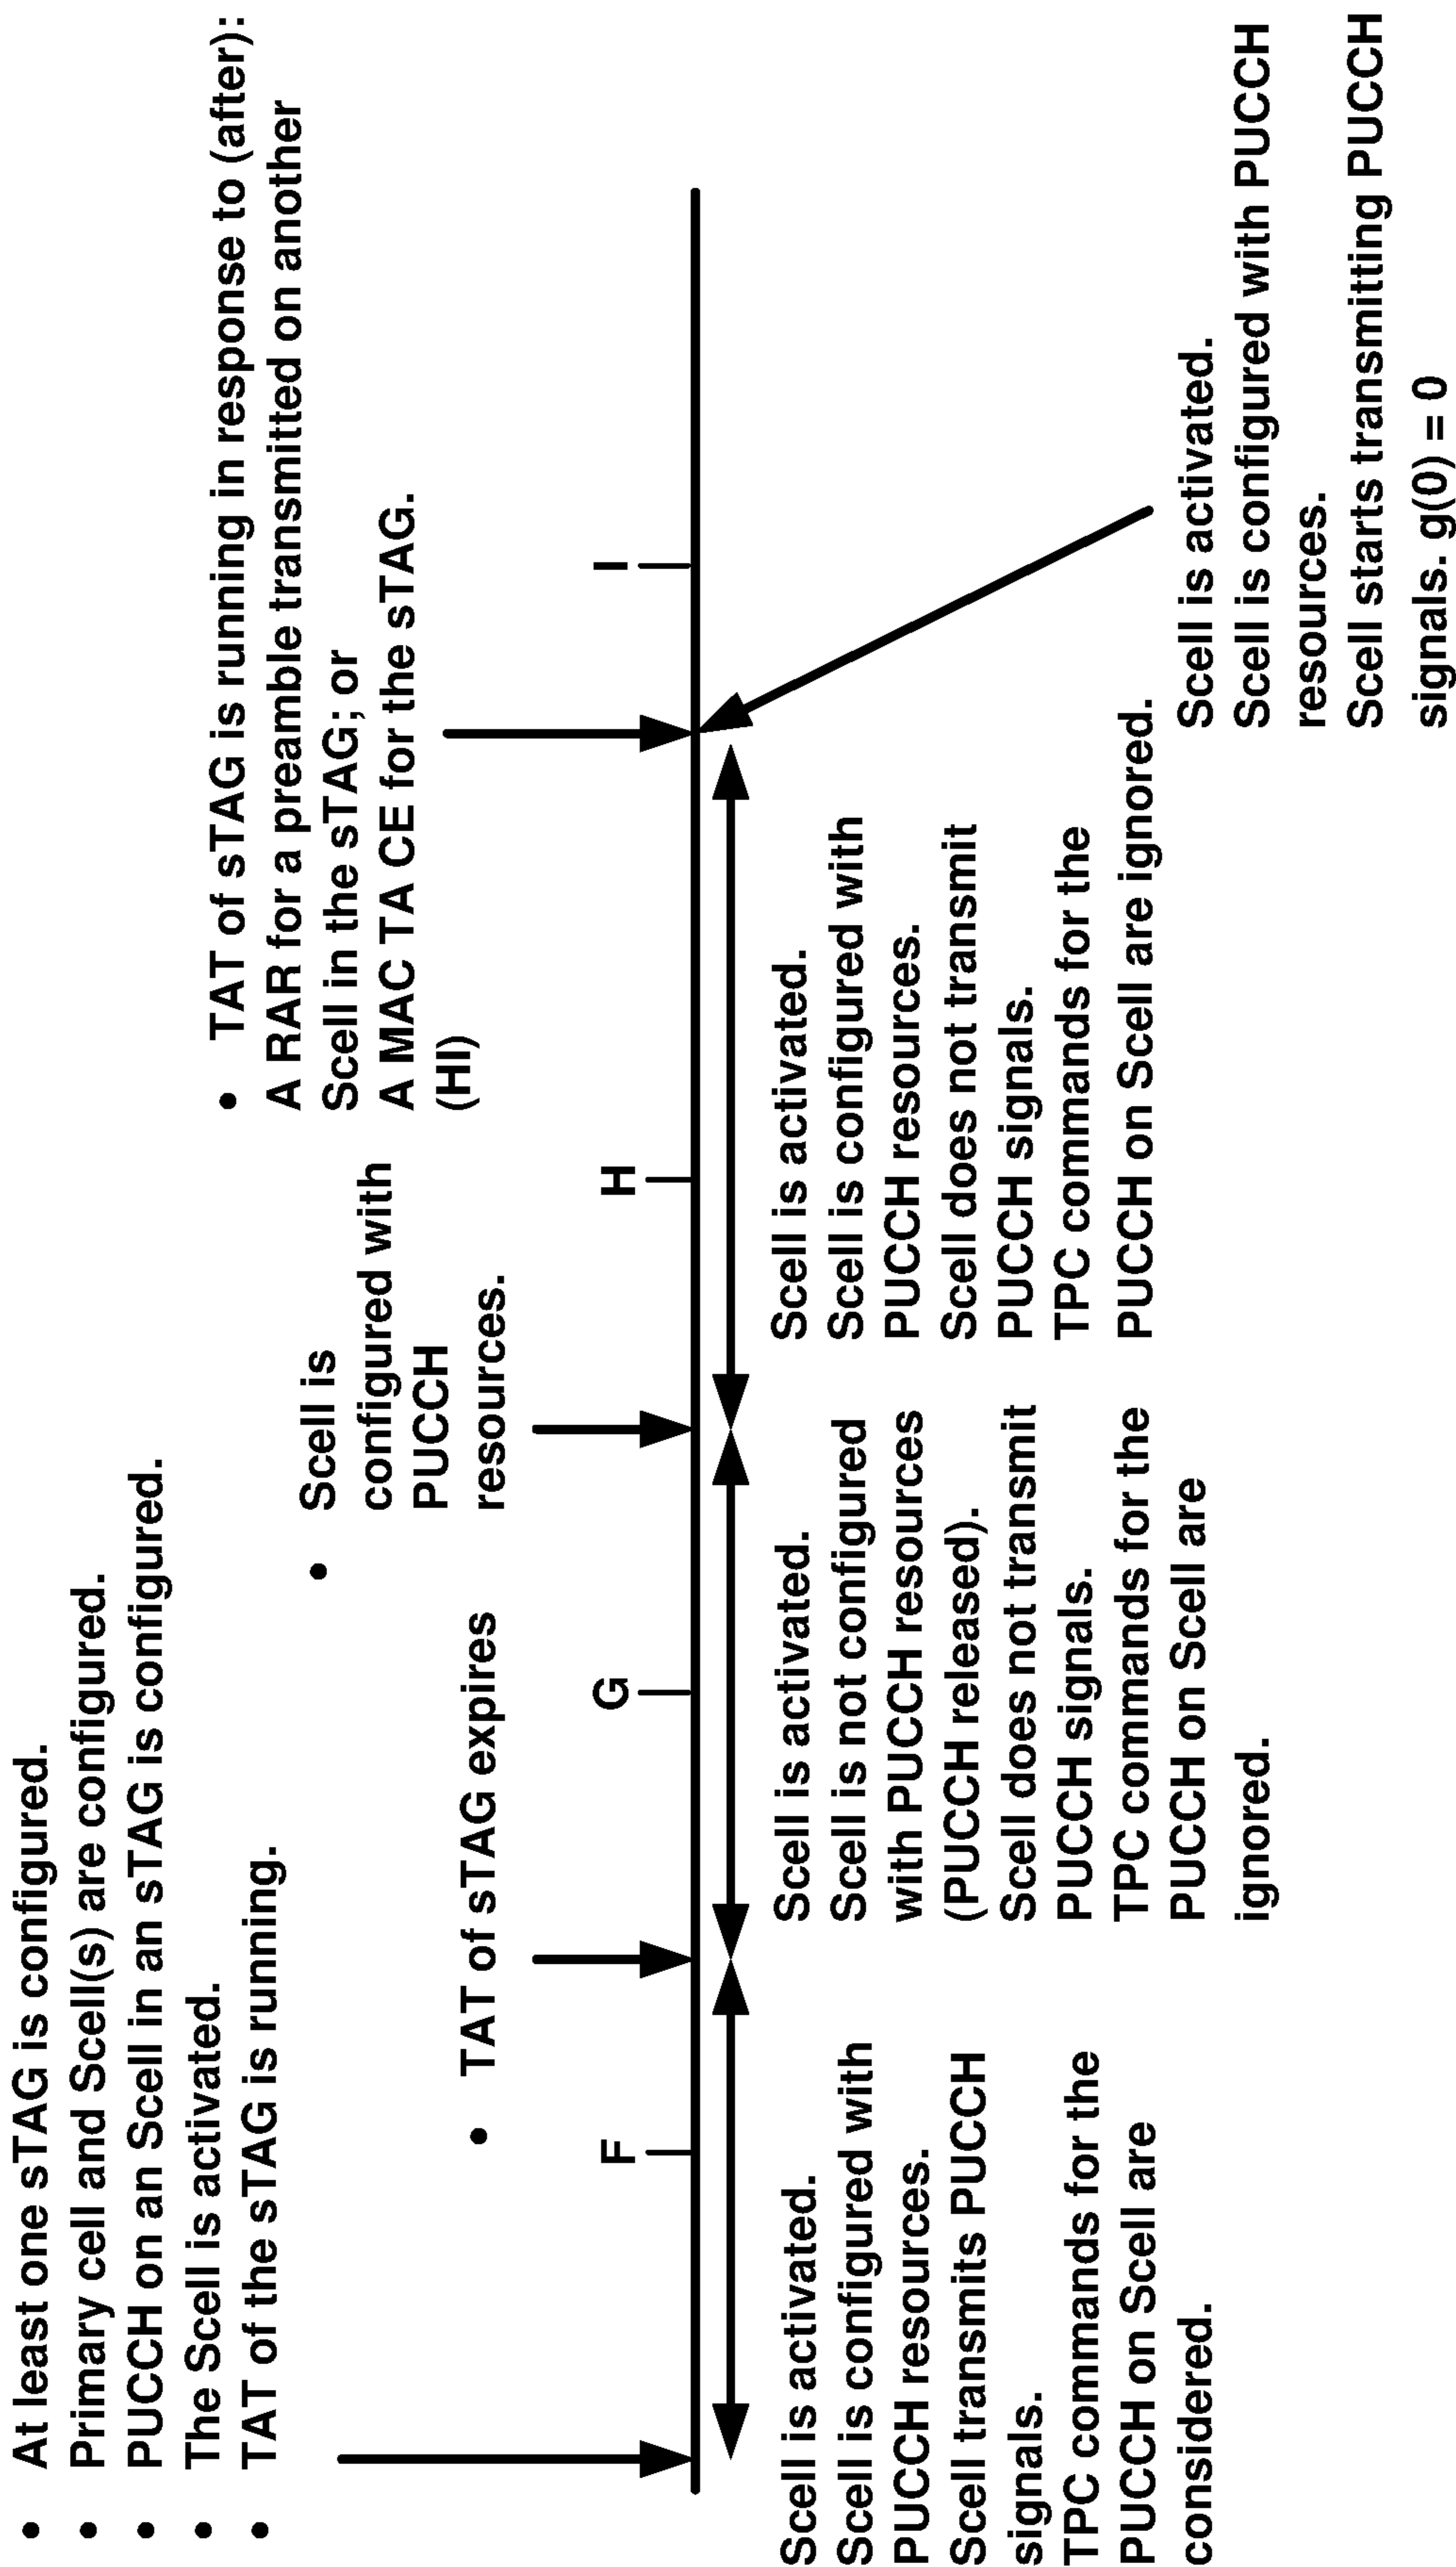 At least one sTAG is configured.
Primary cell and Scell(s) are configured.
PUCCH on an Scell in an sTAG is configured.
The Scell is activated.
TAT of the sTAG is running.
TAT of sTAG expires
Scell is
configured with
PUCCH
resources.
TAT of sTAG is running in response to (after):
A RAR for a preamble transmitted on another
Scell in the sTAG; or
A MAC TA CE for the sTAG.
(HI)
F
G
H
I
Scell is activated.
Scell is configured with
PUCCH resources.
Scell transmits PUCCH
signals.
TPC commands for the
PUCCH on Scell are
considered.
Scell is activated.
Scell is not configured
with PUCCH resources
(PUCCH released).
Scell does not transmit
PUCCH signals.
TPC commands for the
PUCCH on Scell are
ignored.
Scell is activated.
Scell is configured with
PUCCH resources.
Scell does not transmit
PUCCH signals.
TPC commands for the
PUCCH on Scell are ignored.
Scell is activated.
Scell is configured with PUCCH
resources.
Scell starts transmitting PUCCH
signals. g(0) = 0